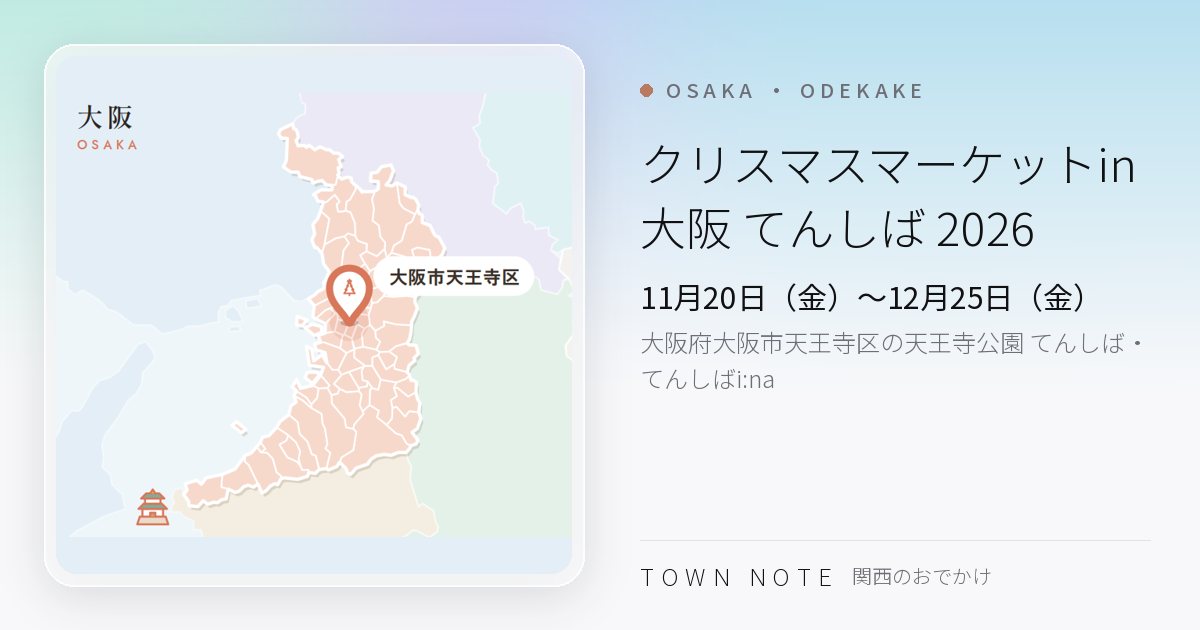 大阪
OSAKA
大阪市天王寺区
OSAKA・ODEKAKE
クリスマスマーケットin
大阪 てんしば 2026
11月20日（金）〜12月25日（金）
大阪府大阪市天王寺区の天王寺公園 てんしば・
てんしばi:na
TOWN NOTE 関西のおでかけ